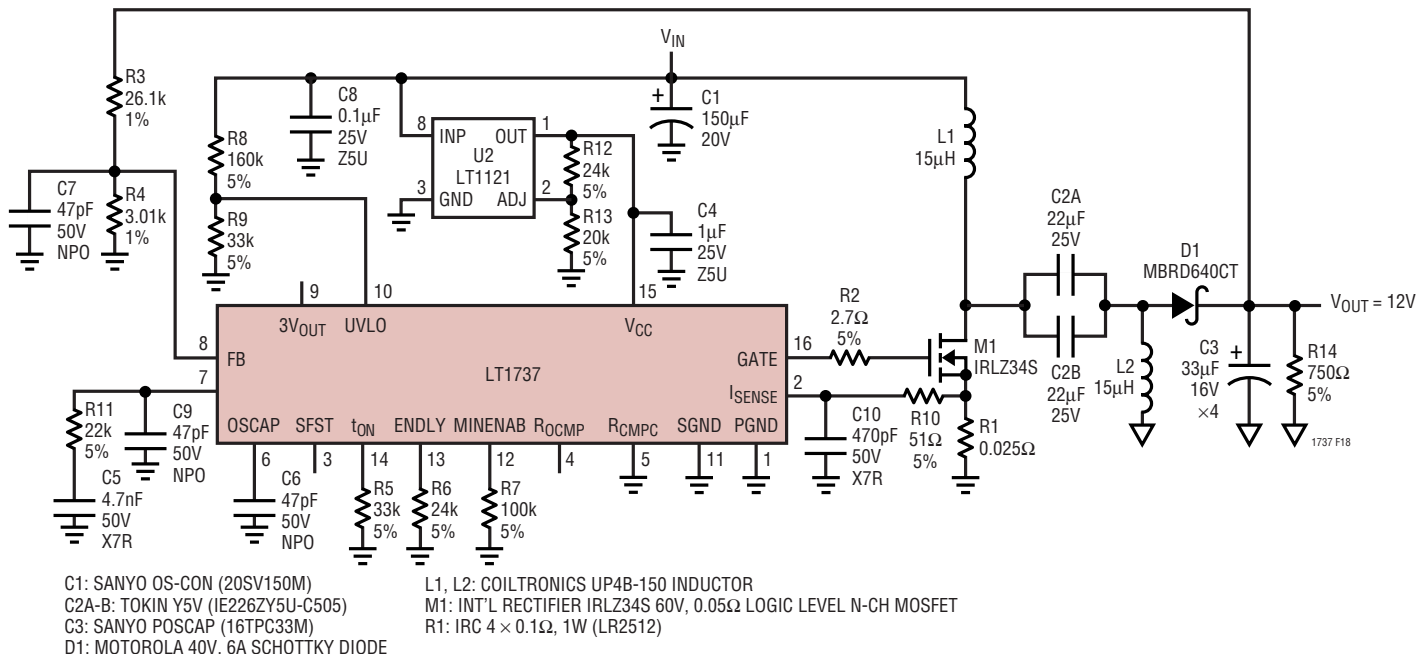 V_IN
R3
26.1k
1%
R8
160k
5%
C8
0.1µF
25V
Z5U
8
INP
OUT
1
U2
LT1121
3
GND
ADJ
2
R12
24k
5%
R13
20k
5%
+
C1
150µF
20V
L1
15µH
C7
47pF
50V
NPO
R4
3.01k
1%
R9
33k
5%
C4
1µF
25V
Z5U
C2A
22µF
25V
D1
MBRD640CT
V_OUT = 12V
9
10
15
3V_OUT
UVLO
V_CC
R2
2.7Ω
5%
8
FB
LT1737
GATE
16
M1
IRLZ34S
C2B
22µF
25V
L2
15µH
+
C3
33µF
16V
×4
R14
750Ω
5%
7
I_SENSE
2
R11
22k
5%
C9
47pF
50V
NPO
OSCAP
SFST
t_ON
ENDLY
MINENAB
R_OCMP
R_CMPC
SGND
PGND
C10
470pF
50V
X7R
R10
51Ω
5%
R1
0.025Ω
1737 F18
6
3
14
13
12
4
5
11
1
C5
4.7nF
50V
X7R
C6
47pF
50V
NPO
R5
33k
5%
R6
24k
5%
R7
100k
5%
C1: SANYO OS-CON (20SV150M)
C2A-B: TOKIN Y5V (IE226ZY5U-C505)
C3: SANYO POSCAP (16TPC33M)
D1: MOTOROLA 40V, 6A SCHOTTKY DIODE
L1, L2: COILTRONICS UP4B-150 INDUCTOR
M1: INT'L RECTIFIER IRLZ34S 60V, 0.05Ω LOGIC LEVEL N-CH MOSFET
R1: IRC 4 × 0.1Ω, 1W (LR2512)